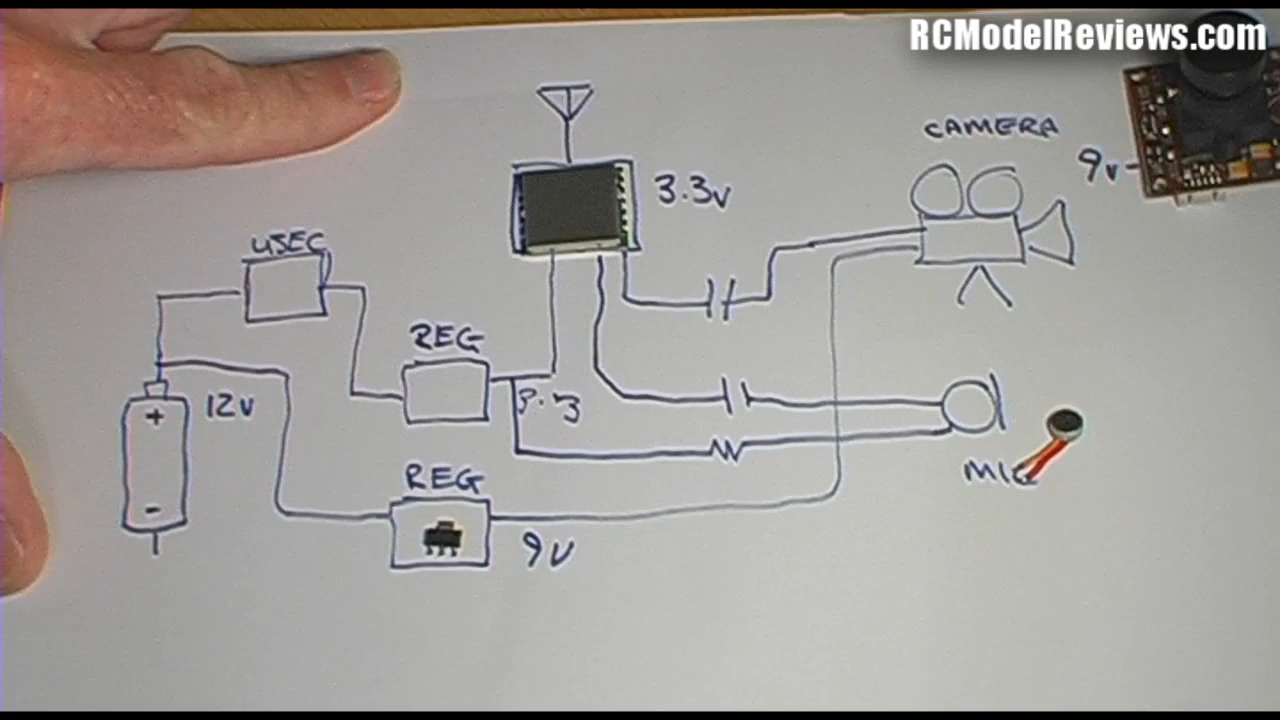 RCModelReviews.com
CAMERA
9v
3.3v
USEC
REG
12v
3.3
+
REG
MIC
-
9V